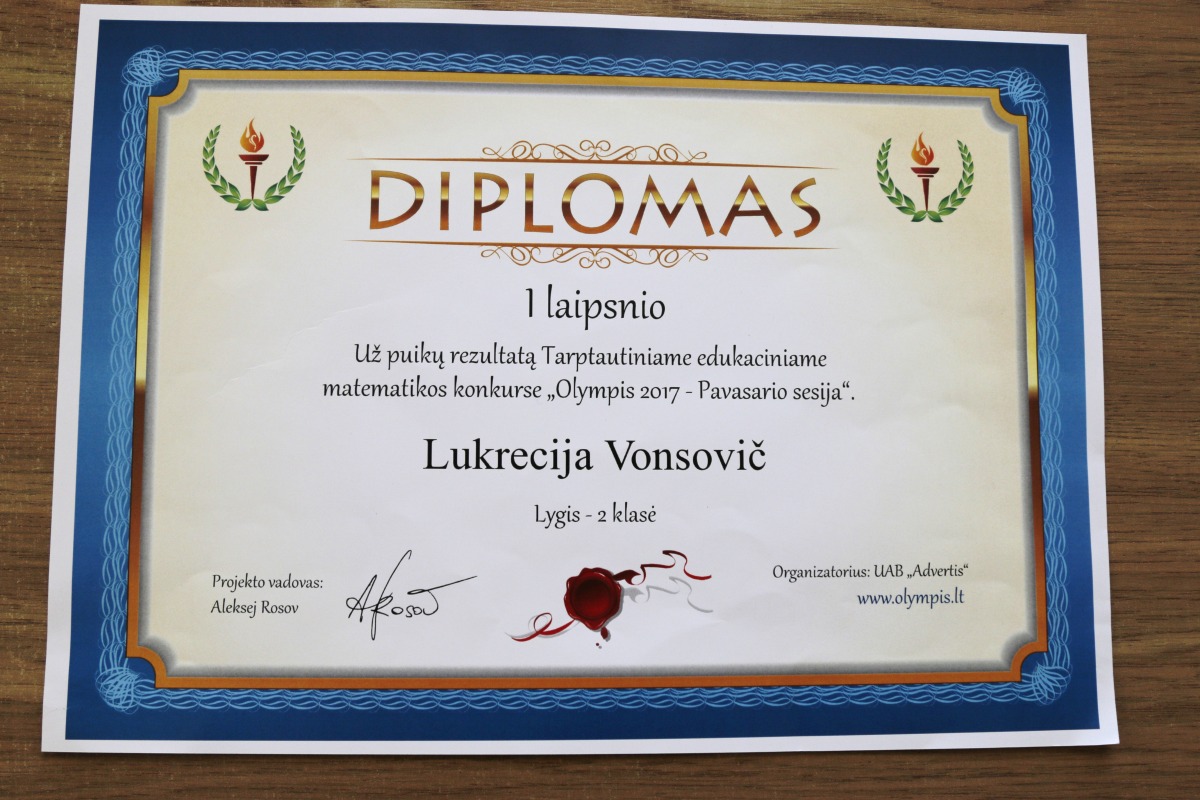 DIPLOMAS
I laipsnio
Už puikų rezultatą Tarptautiniame edukaciniame
matematikos konkurse „Olympis 2017 - Pavasario sesija“.
Lukrecija Vonsovič
Lygis - 2 klasė
Projekto vadovas:
Aleksej Rosov
ARosov
Organizatorius: UAB „Advertis“
www.olympis.lt